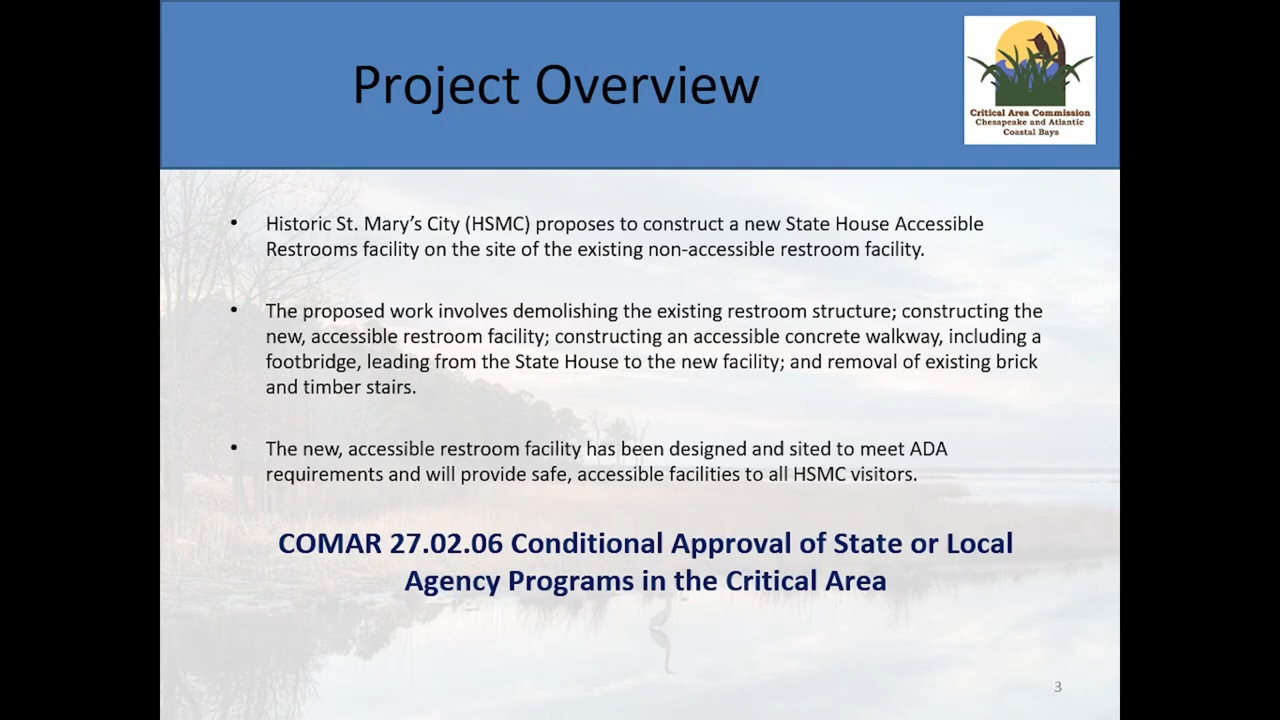 Project Overview
Critical Area Commission
Chesapeake and Atlantic
Coastal Bays
• Historic St. Mary’s City (HSMC) proposes to construct a new State House Accessible
Restrooms facility on the site of the existing non-accessible restroom facility.
• The proposed work involves demolishing the existing restroom structure; constructing the
new, accessible restroom facility; constructing an accessible concrete walkway, including a
footbridge, leading from the State House to the new facility; and removal of existing brick
and timber stairs.
• The new, accessible restroom facility has been designed and sited to meet ADA
requirements and will provide safe, accessible facilities to all HSMC visitors.
COMAR 27.02.06 Conditional Approval of State or Local
Agency Programs in the Critical Area
3